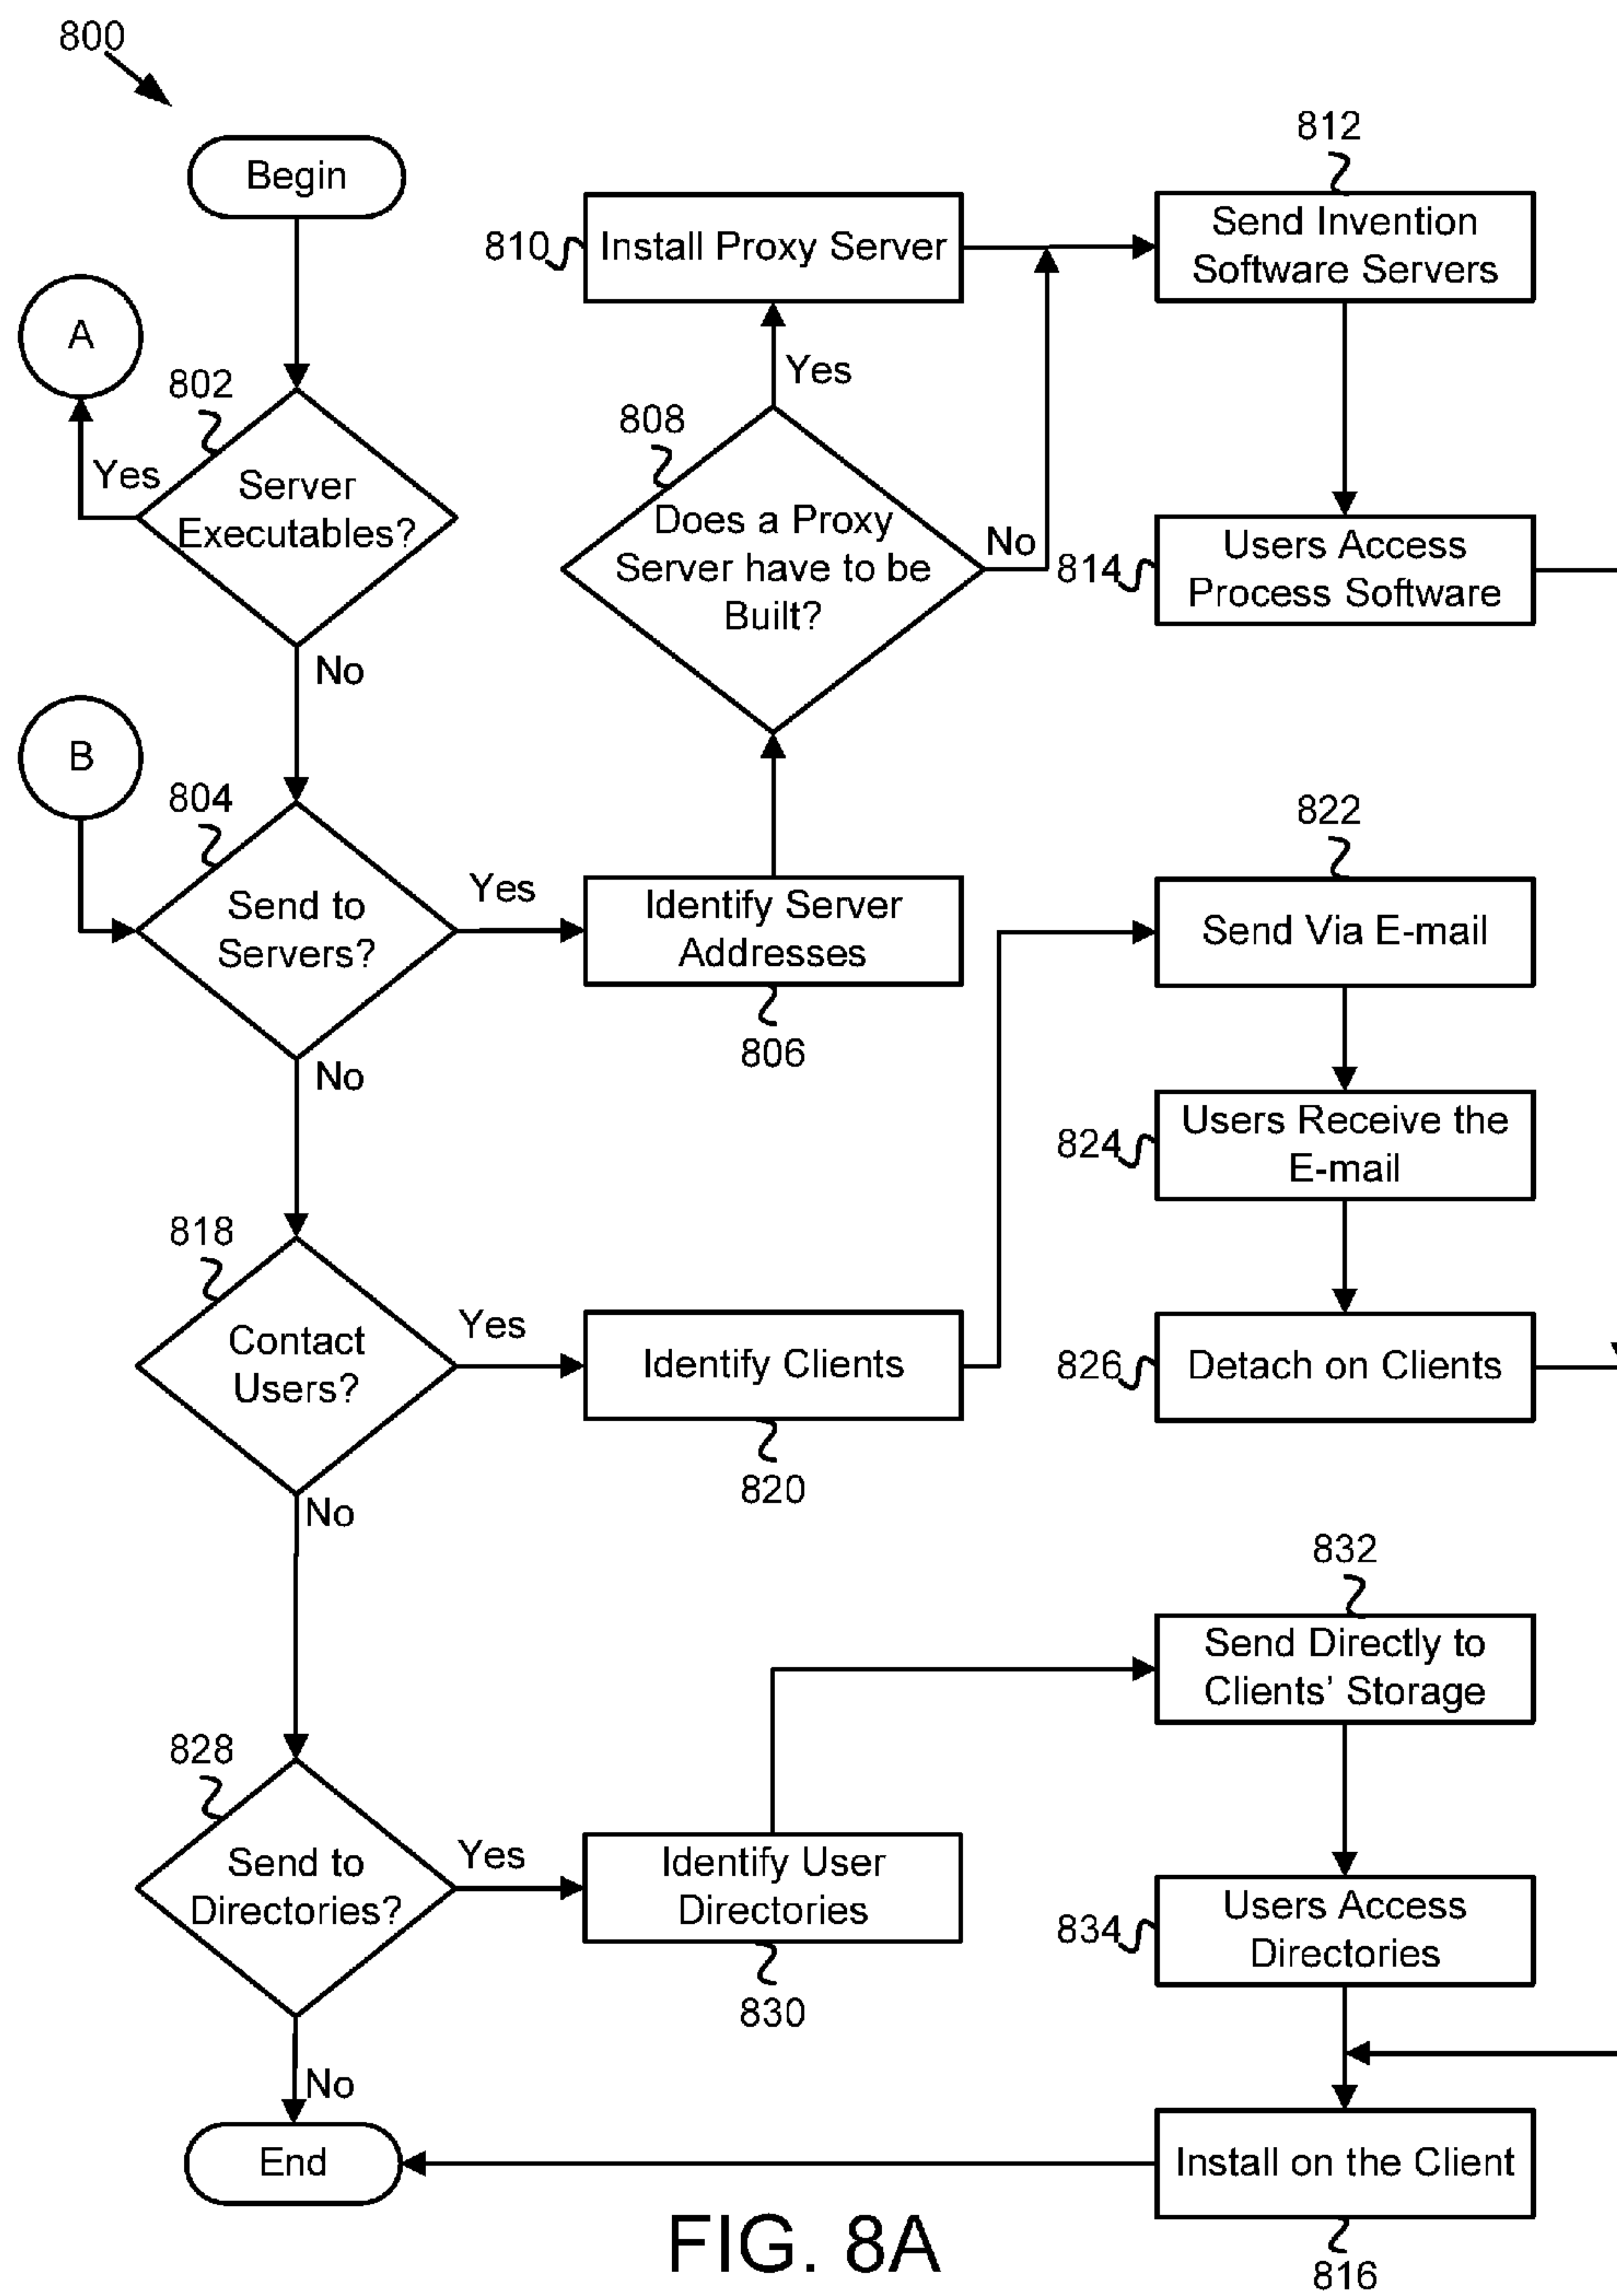 800
Begin
A
802
Yes
Server
Executables?
No
B
804
Send to
Servers?
Yes
No
Identify Server
Addresses
806
808
Does a Proxy
Server have to be
Built?
Yes
No
810
Install Proxy Server
812
Send Invention
Software Servers
814
Users Access
Process Software
818
Contact
Users?
Yes
No
Identify Clients
820
822
Send Via E-mail
824
Users Receive the
E-mail
826
Detach on Clients
828
Send to
Directories?
Yes
No
Identify User
Directories
830
832
Send Directly to
Clients' Storage
834
Users Access
Directories
Install on the Client
816
End
FIG. 8A